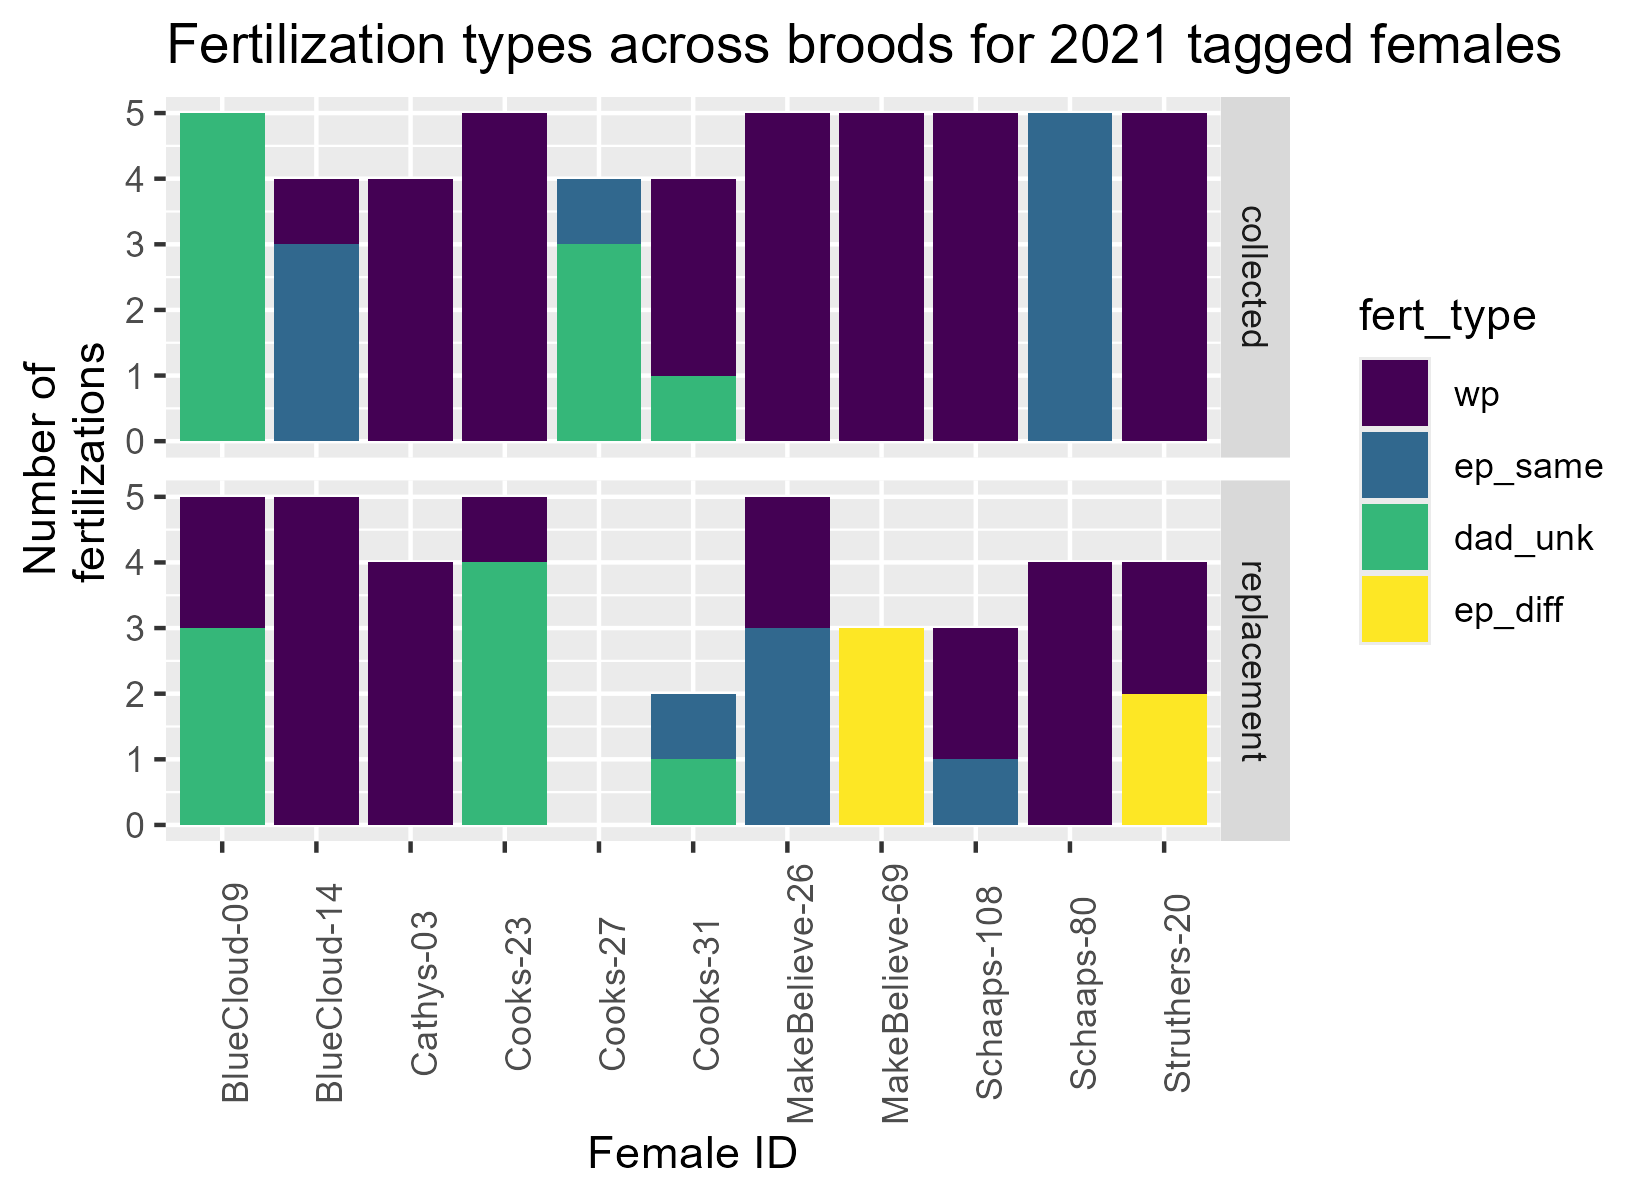 Fertilization types across broods for 2021 tagged females
Number of
fertilizations
5
4
3
2
1
0
collected
5
4
3
2
1
0
replacement
BlueCloud-09
BlueCloud-14
Cathys-03
Cooks-23
Cooks-27
Cooks-31
MakeBelieve-26
MakeBelieve-69
Schaaps-108
Schaaps-80
Struthers-20
Female ID
fert_type
wp
ep_same
dad_unk
ep_diff